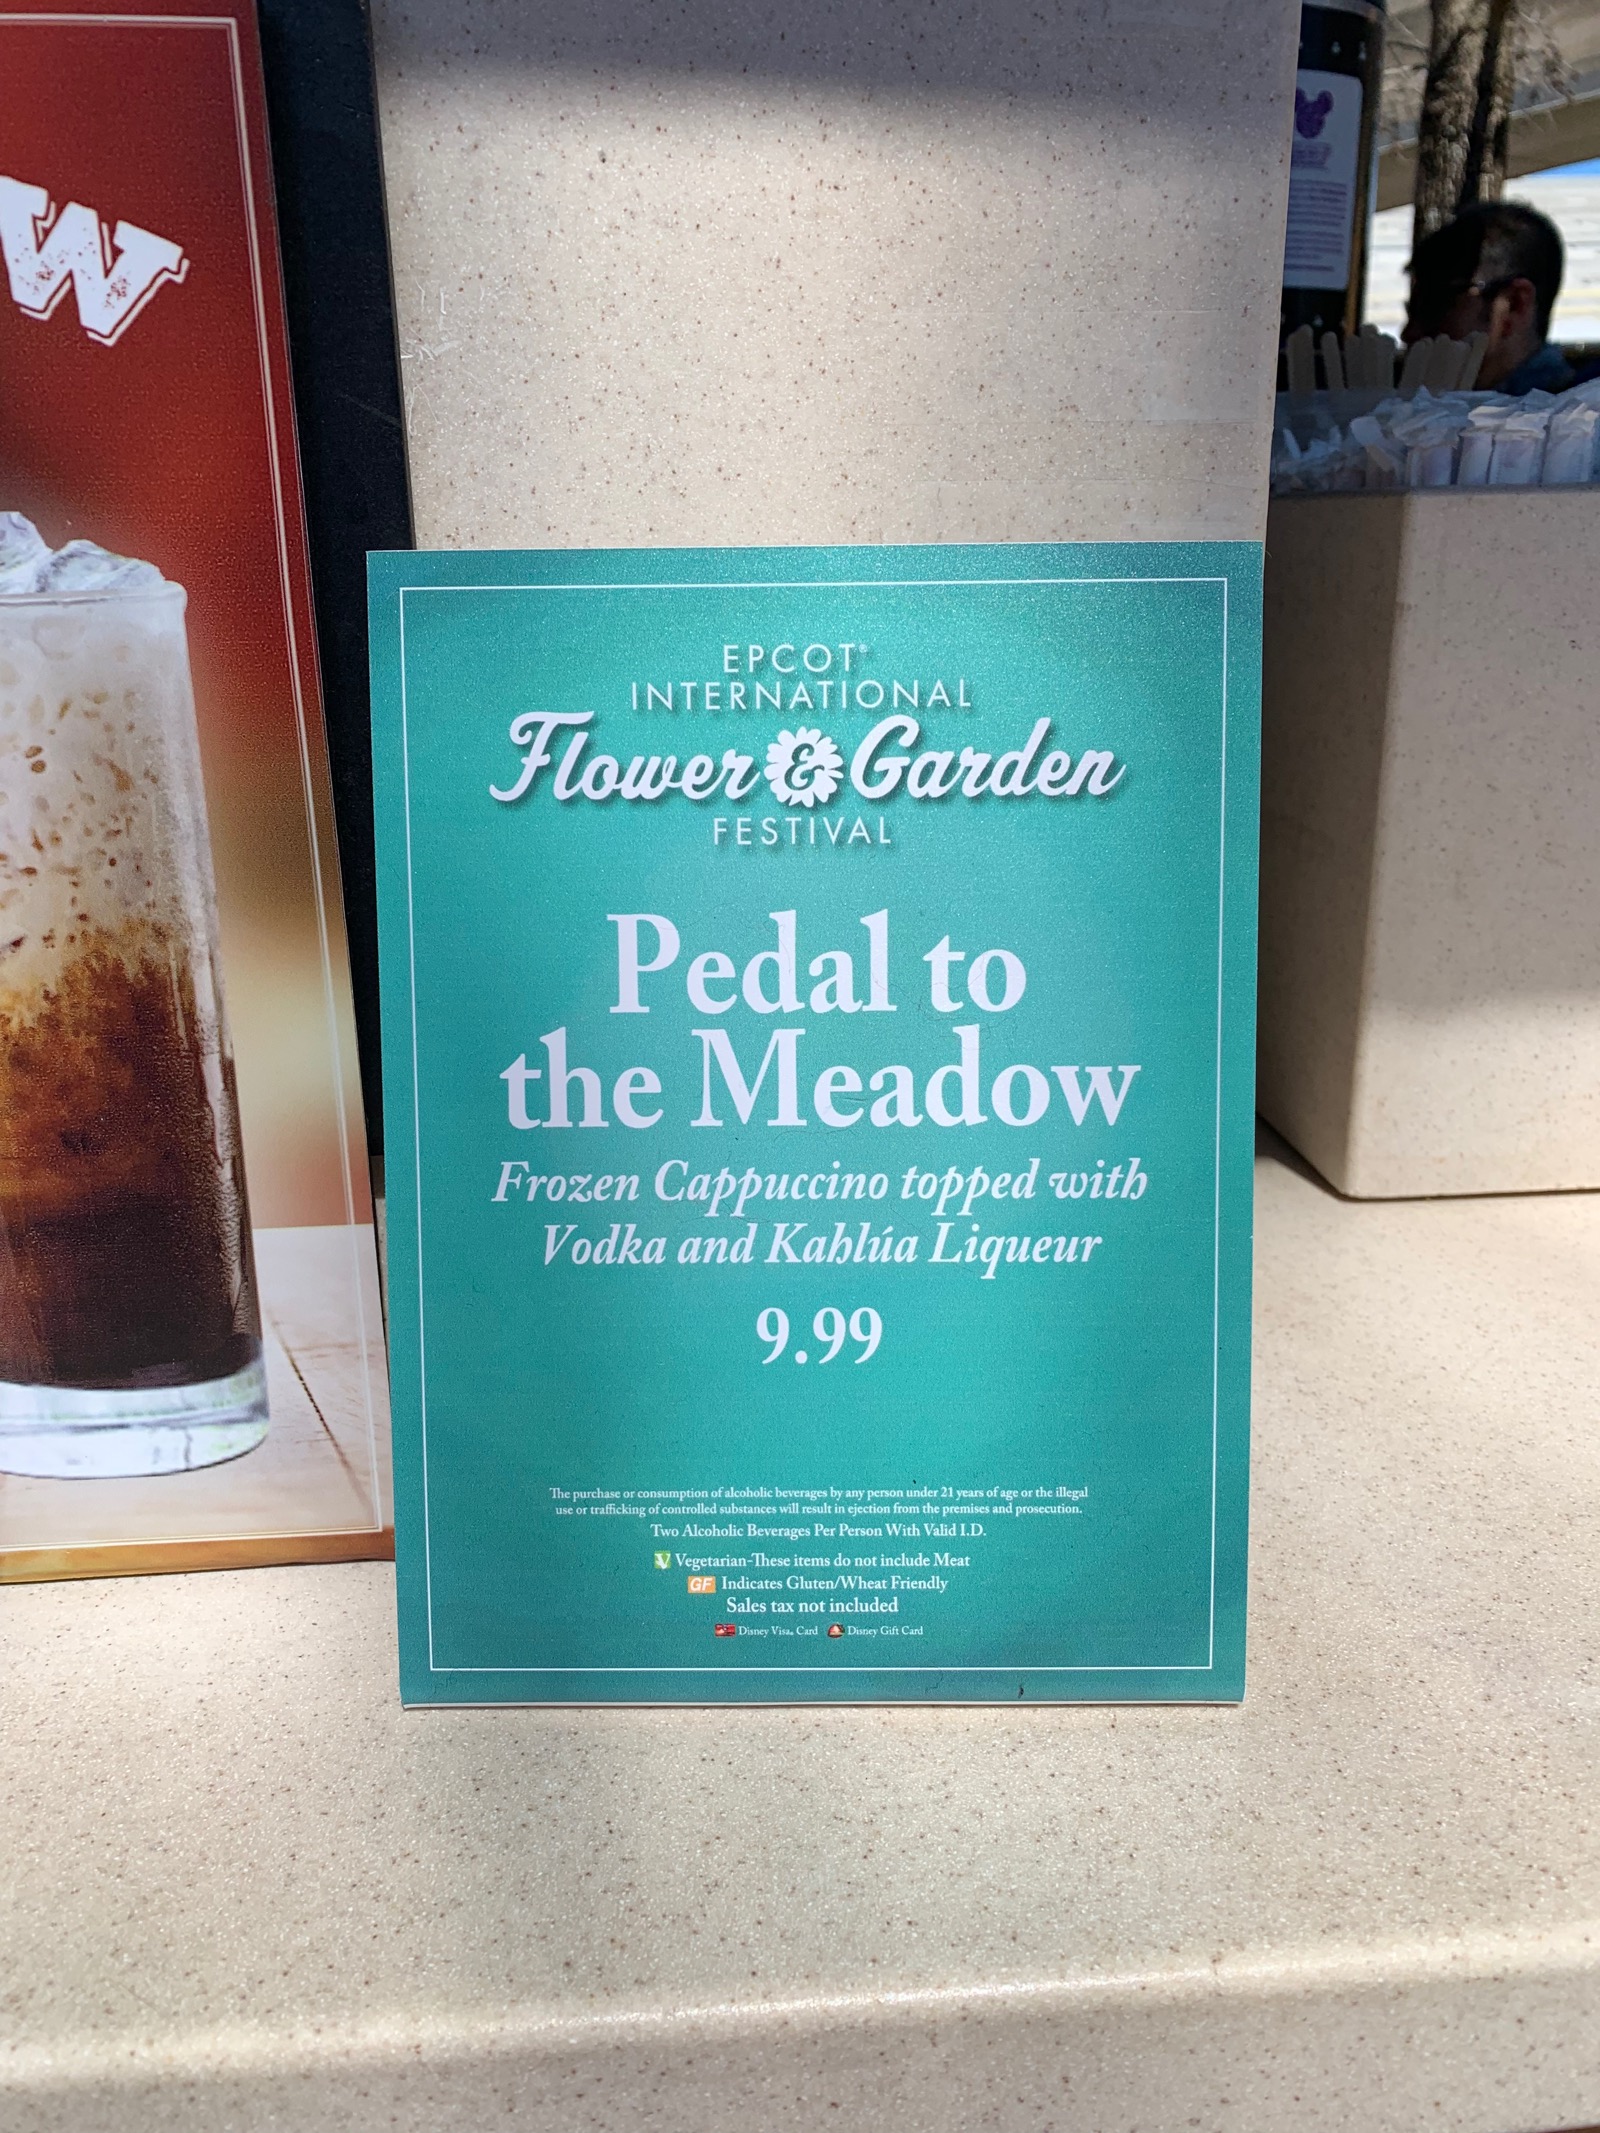 W
EPCOT®
INTERNATIONAL
Flower & Garden
FESTIVAL
Pedal to
the Meadow
Frozen Cappuccino topped with
Vodka and Kahlúa Liqueur
9.99
The purchase or consumption of alcoholic beverages by any person under 21 years of age or the illegal
use or trafficking of controlled substances will result in ejection from the premises and prosecution.
Two Alcoholic Beverages Per Person With Valid I.D.
V Vegetarian-These items do not include Meat
GF Indicates Gluten/Wheat Friendly
Sales tax not included
Disney Visa® Card Disney Gift Card